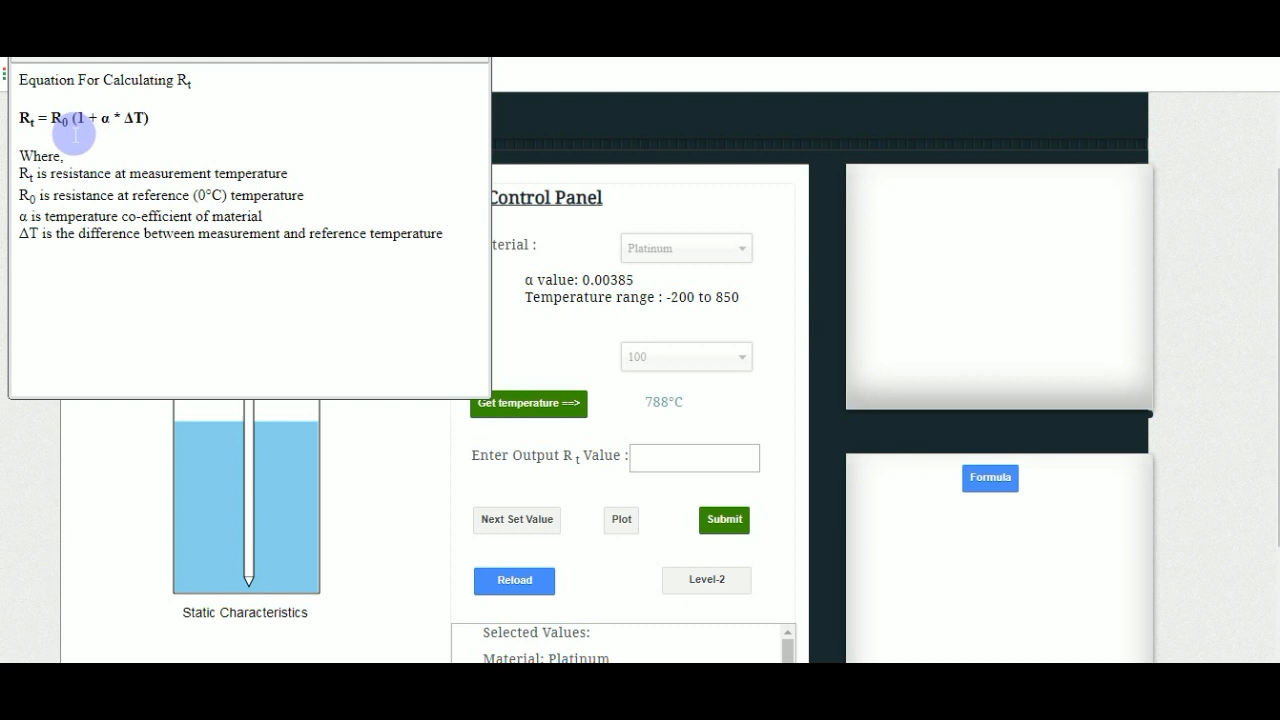 Equation For Calculating Rt
Rt = R0 (1 + α * ΔT)
Where,
Rt is resistance at measurement temperature
R0 is resistance at reference (0°C) temperature
α is temperature co-efficient of material
ΔT is the difference between measurement and reference temperature
Control Panel
terial :
Platinum
α value: 0.00385
Temperature range : -200 to 850
100
Get temperature ==>
788°C
Enter Output R t Value :
Next Set Value
Plot
Submit
Reload
Level-2
Selected Values:
Material: Platinum
Static Characteristics
Formula